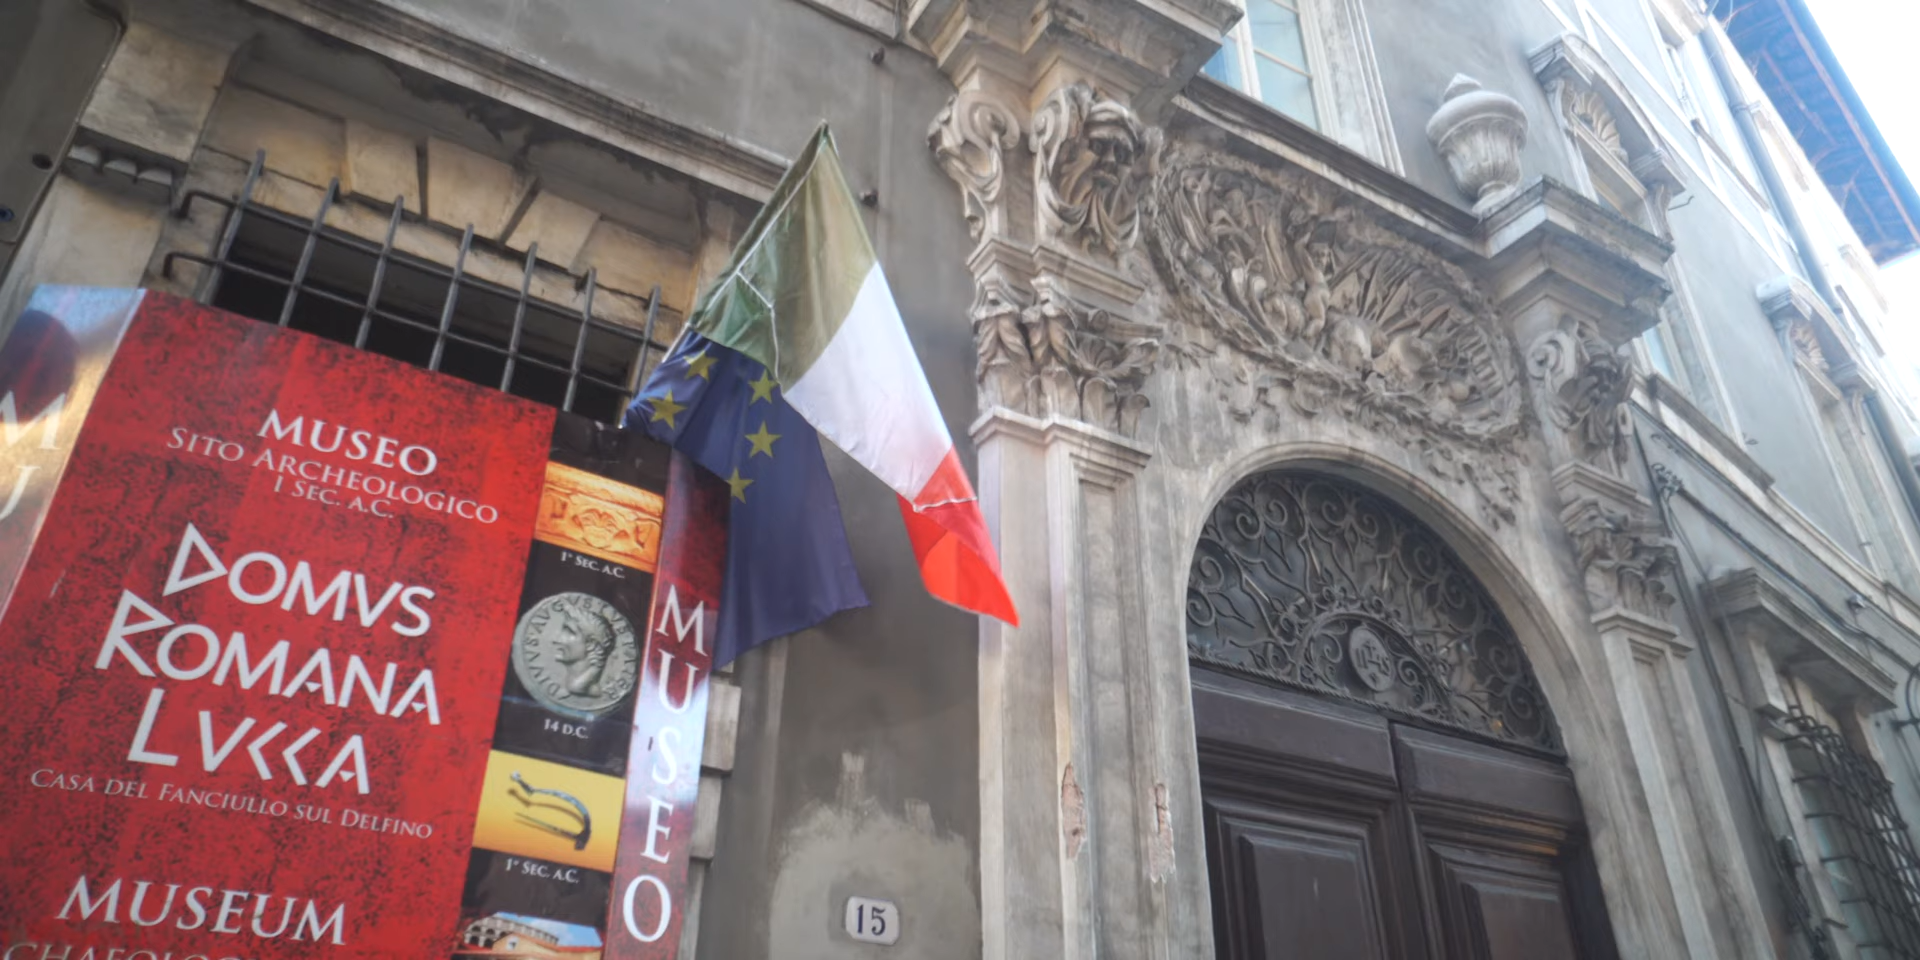 MUSEO
SITO ARCHEOLOGICO
I SEC. A.C.
DOMVS
ROMANA
LVCCA
CASA DEL FANCIULLO SUL DELFINO
MUSEUM
1° SEC. A.C.
14 D.C.
1° SEC. A.C.
MUSEO
15